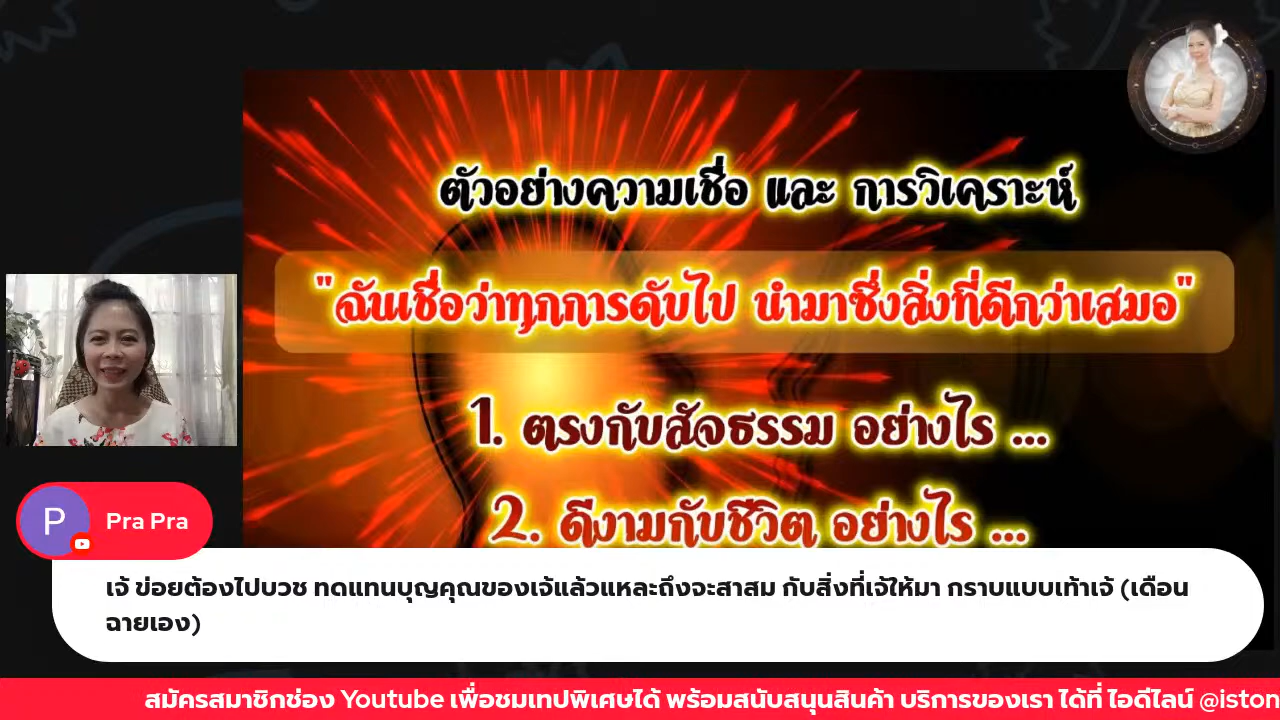 ตัวอย่างความเชื่อ และ การวิเคราะห์
"ฉันเชื่อว่าทุกการดับไป นำมาซึ่งสิ่งที่ดีกว่าเสมอ"
1. ตรงกับสัจธรรม อย่างไร ...
2. ดีงามกับชีวิต อย่างไร ...
P
Pra Pra
เจ้ ข่อยต้องไปบวช ทดแทนบุญคุณของเจ้แล้วแหละถึงจะสาสม กับสิ่งที่เจ้ให้มา กราบแบบเท้าเจ้ (เดือน
ฉายเอง)
สมัครสมาชิกช่อง Youtube เพื่อชมเทปพิเศษได้ พร้อมสนับสนุนสินค้า บริการของเรา ได้ที่ ไอดีไลน์ @iston